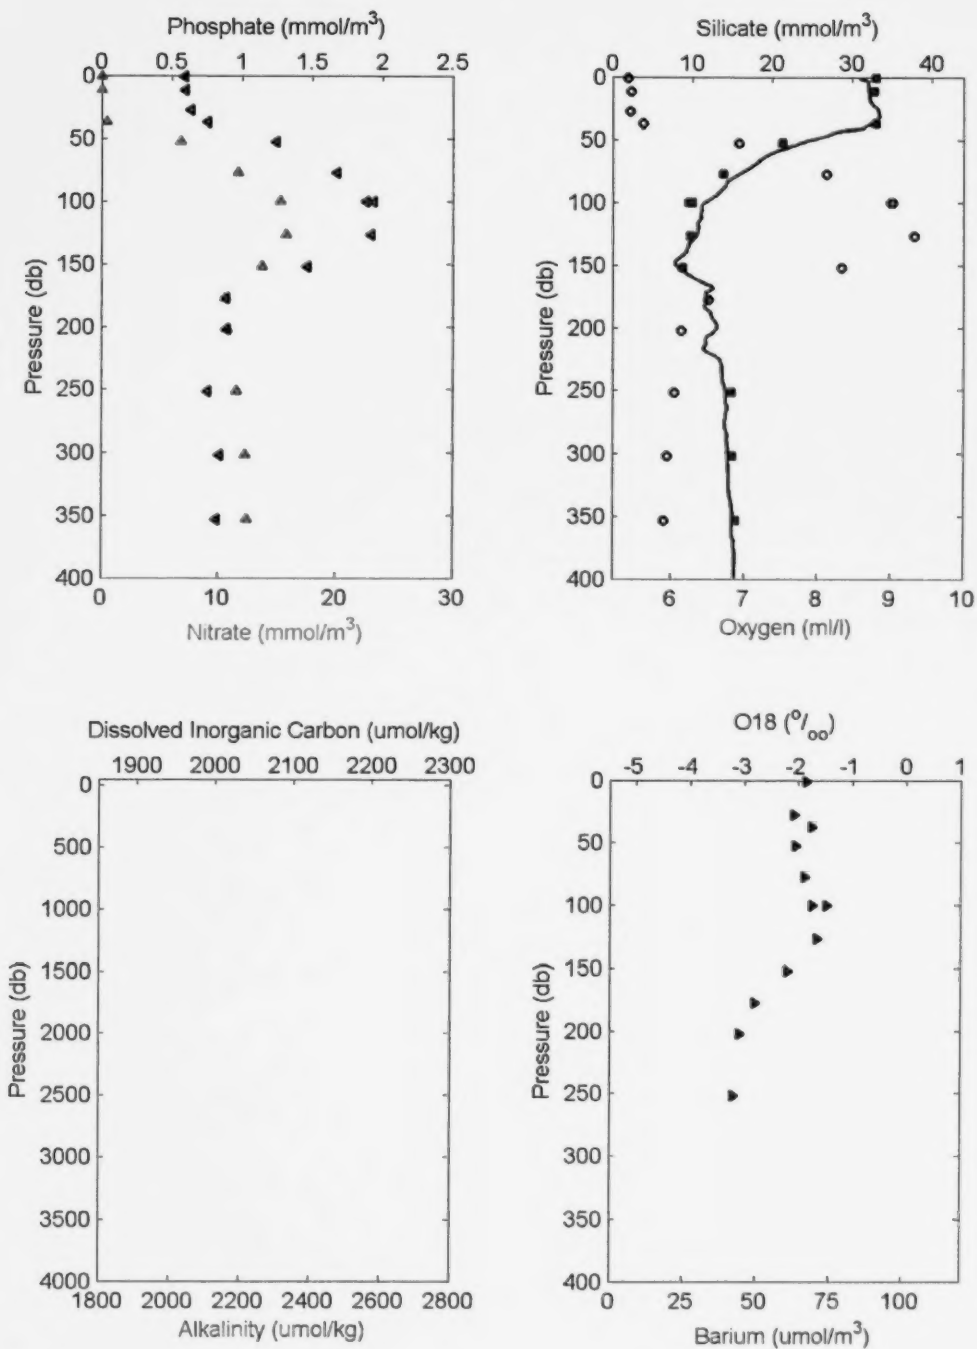 Phosphate (mmol/m³)
0 0.5 1 1.5 2 2.5
0
50
100
150
200
250
300
350
400
Pressure (db)
0 10 20 30
Nitrate (mmol/m³)
Silicate (mmol/m³)
0 10 20 30 40
0
50
100
150
200
250
300
350
400
Pressure (db)
6 7 8 9 10
Oxygen (ml/l)
Dissolved Inorganic Carbon (umol/kg)
1900 2000 2100 2200 2300
0
500
1000
1500
2000
2500
3000
3500
4000
Pressure (db)
1800 2000 2200 2400 2600 2800
Alkalinity (umol/kg)
O18 (º/oo)
-5 -4 -3 -2 -1 0 1
0
50
100
150
200
250
300
350
400
Pressure (db)
0 25 50 75 100
Barium (umol/m³)